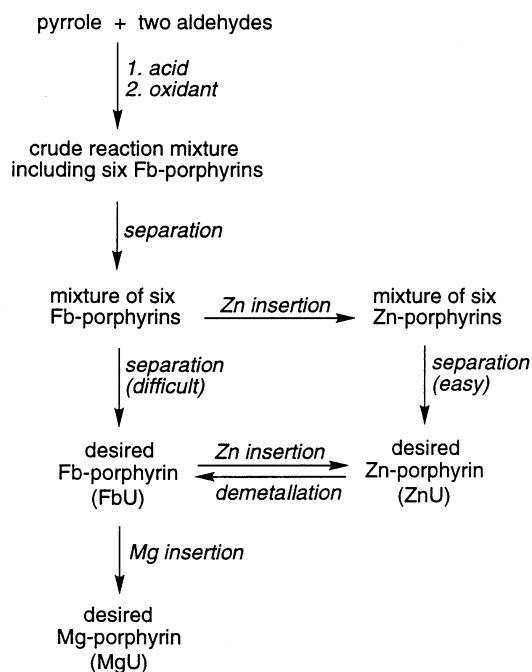 pyrrole + two aldehydes
1. acid
2. oxidant
crude reaction mixture
including six Fb-porphyrins
separation
mixture of six
Fb-porphyrins
Zn insertion
mixture of six
Zn-porphyrins
separation
(difficult)
separation
(easy)
desired
Fb-porphyrin
(FbU)
Zn insertion
demetallation
desired
Zn-porphyrin
(ZnU)
Mg insertion
desired
Mg-porphyrin
(MgU)